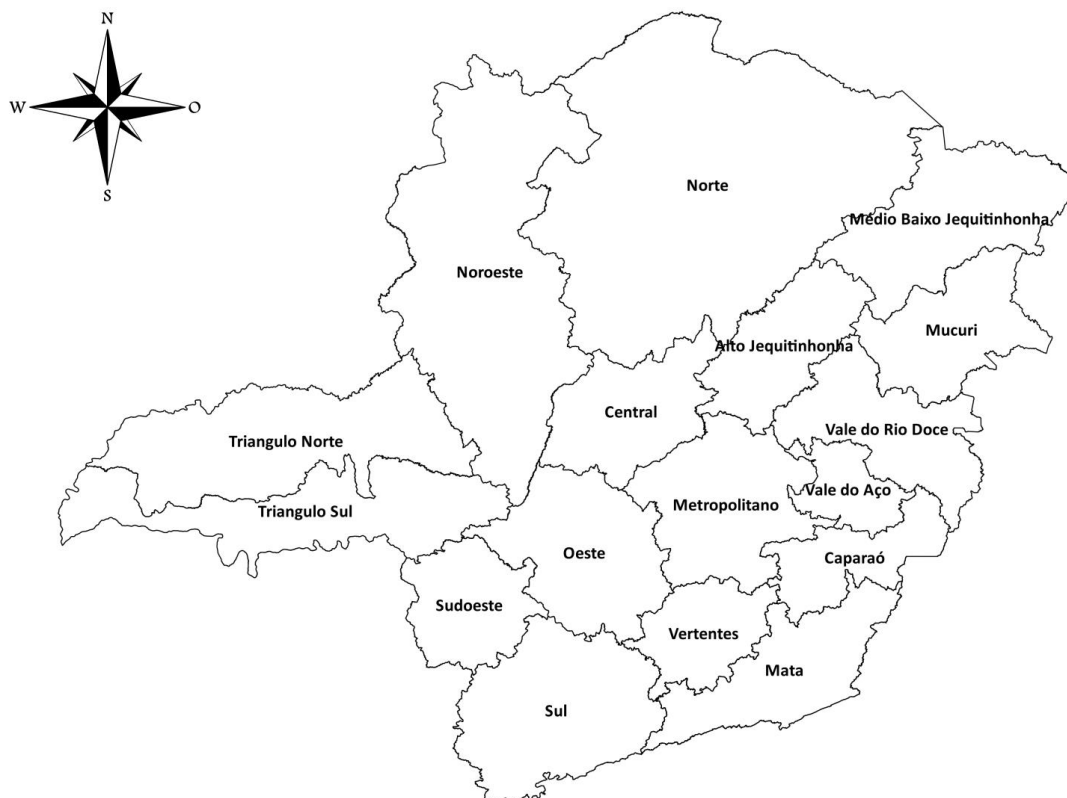 N
W
O
S
Norte
Médio Baixo Jequitinhonha
Noroeste
Mucuri
Alto Jequitinhonha
Central
Vale do Rio Doce
Triangulo Norte
Vale do Aço
Metropolitano
Triangulo Sul
Oeste
Caparaó
Sudoeste
Vertentes
Mata
Sul